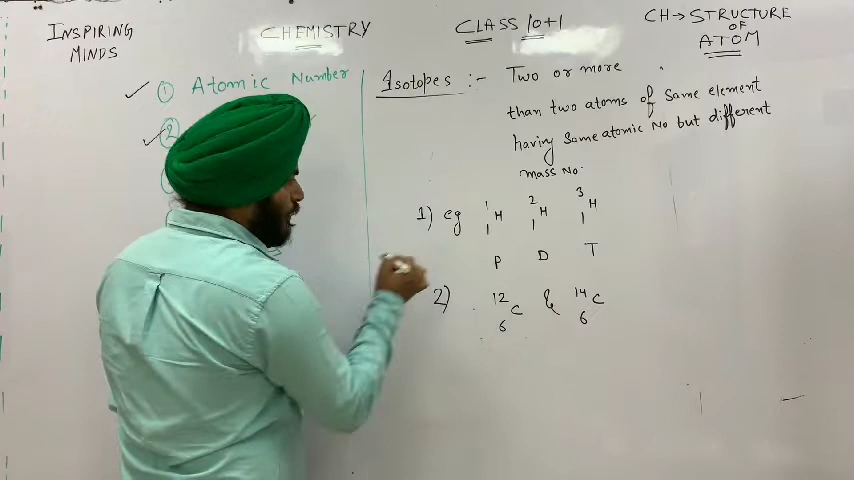 INSPIRING
MINDS
CHEMISTRY
CLASS 10+1
CH → STRUCTURE
OF
ATOM
① Atomic Number
②
Isotopes :- Two or more
than two atoms of same element
having same atomic No but different
mass No.
1) eg ¹₁H ²₁H ³₁H
P D T
2) ¹²₆C & ¹⁴₆C